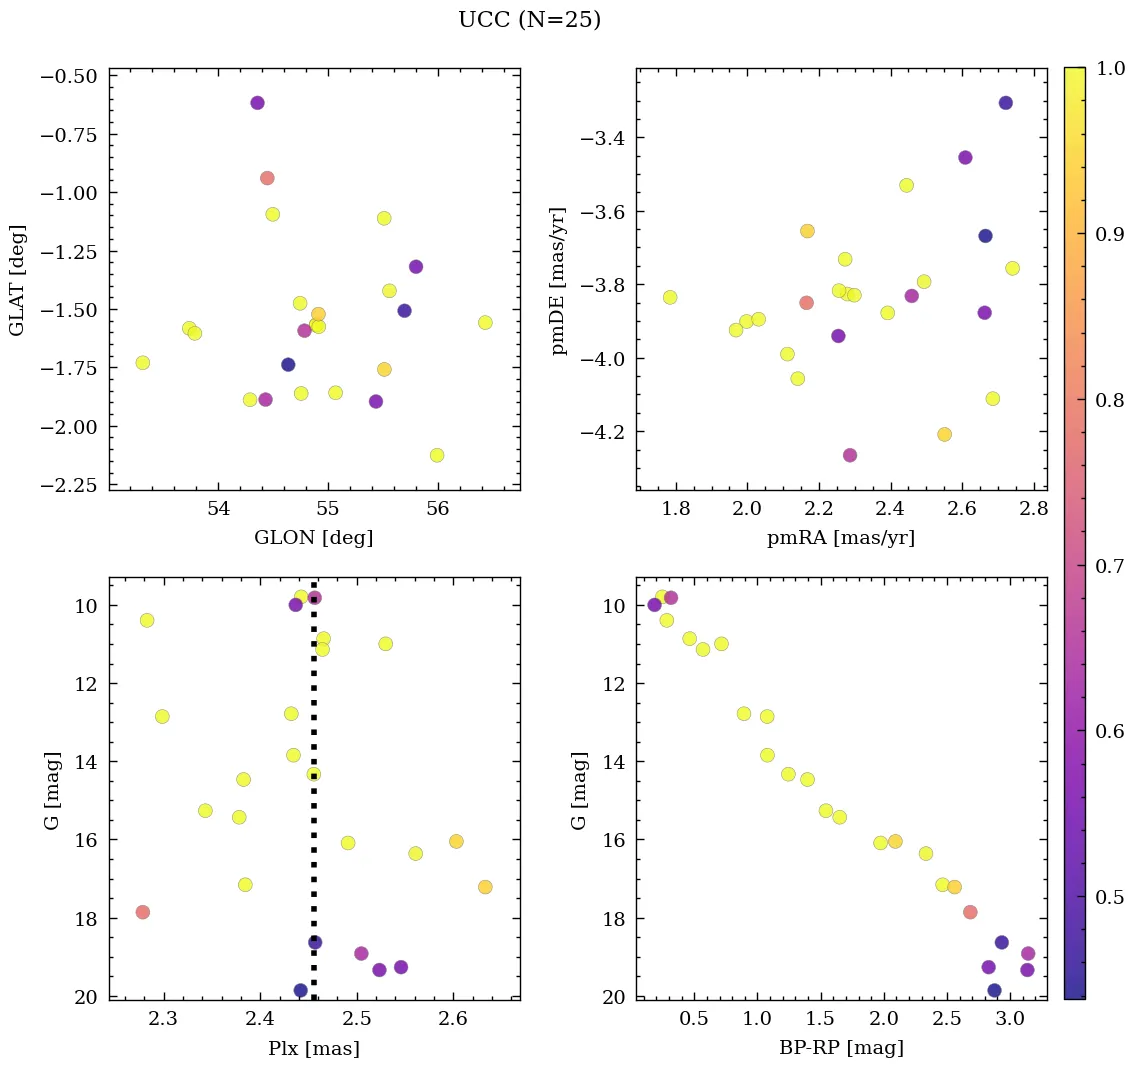 UCC (N=25)
−0.50
−0.75
−1.00
−1.25
−1.50
−1.75
−2.00
−2.25
GLAT [deg]
54 55 56
GLON [deg]
−3.4
−3.6
−3.8
−4.0
−4.2
pmDE [mas/yr]
1.8 2.0 2.2 2.4 2.6 2.8
pmRA [mas/yr]
10
12
14
16
18
20
G [mag]
2.3 2.4 2.5 2.6
Plx [mas]
10
12
14
16
18
20
G [mag]
0.5 1.0 1.5 2.0 2.5 3.0
BP-RP [mag]
1.0
0.9
0.8
0.7
0.6
0.5